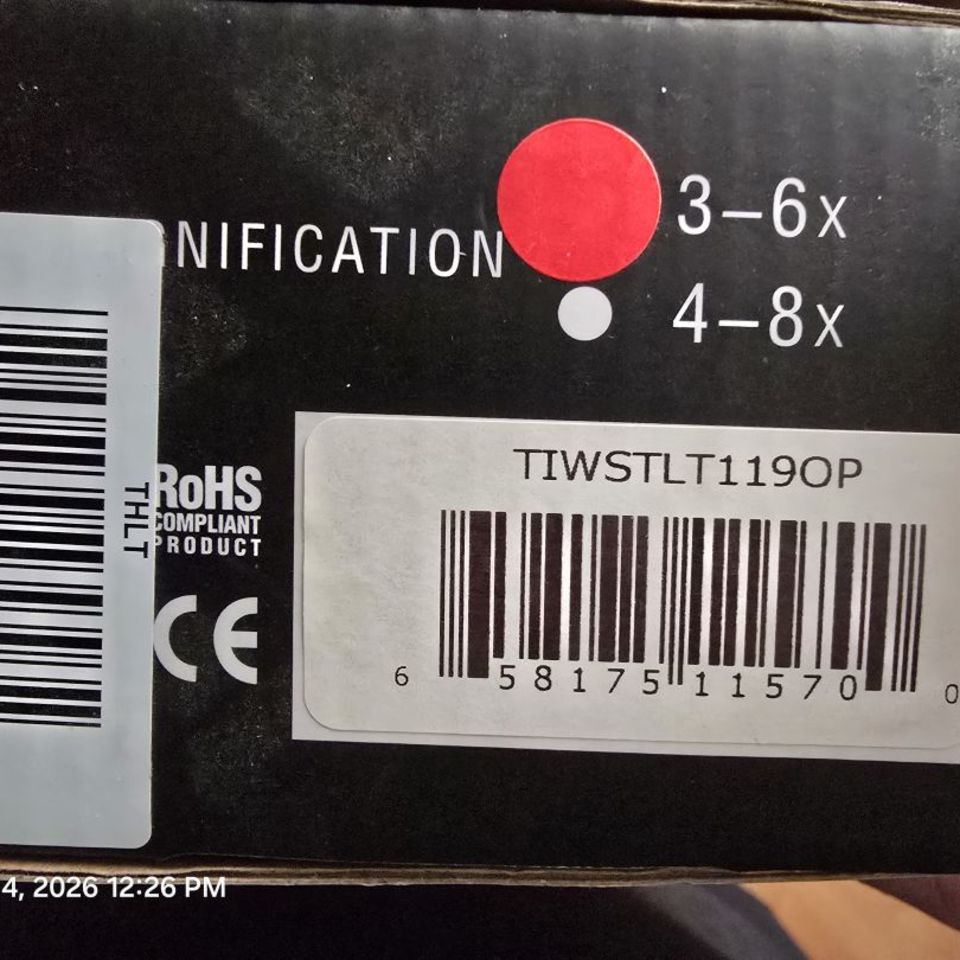 NIFICATION
3–6x
4–8x
TIWSTLT119OP
THLT
RoHS
COMPLIANT
PRODUCT
CE
6 58175 11570 0
4, 2026 12:26 PM